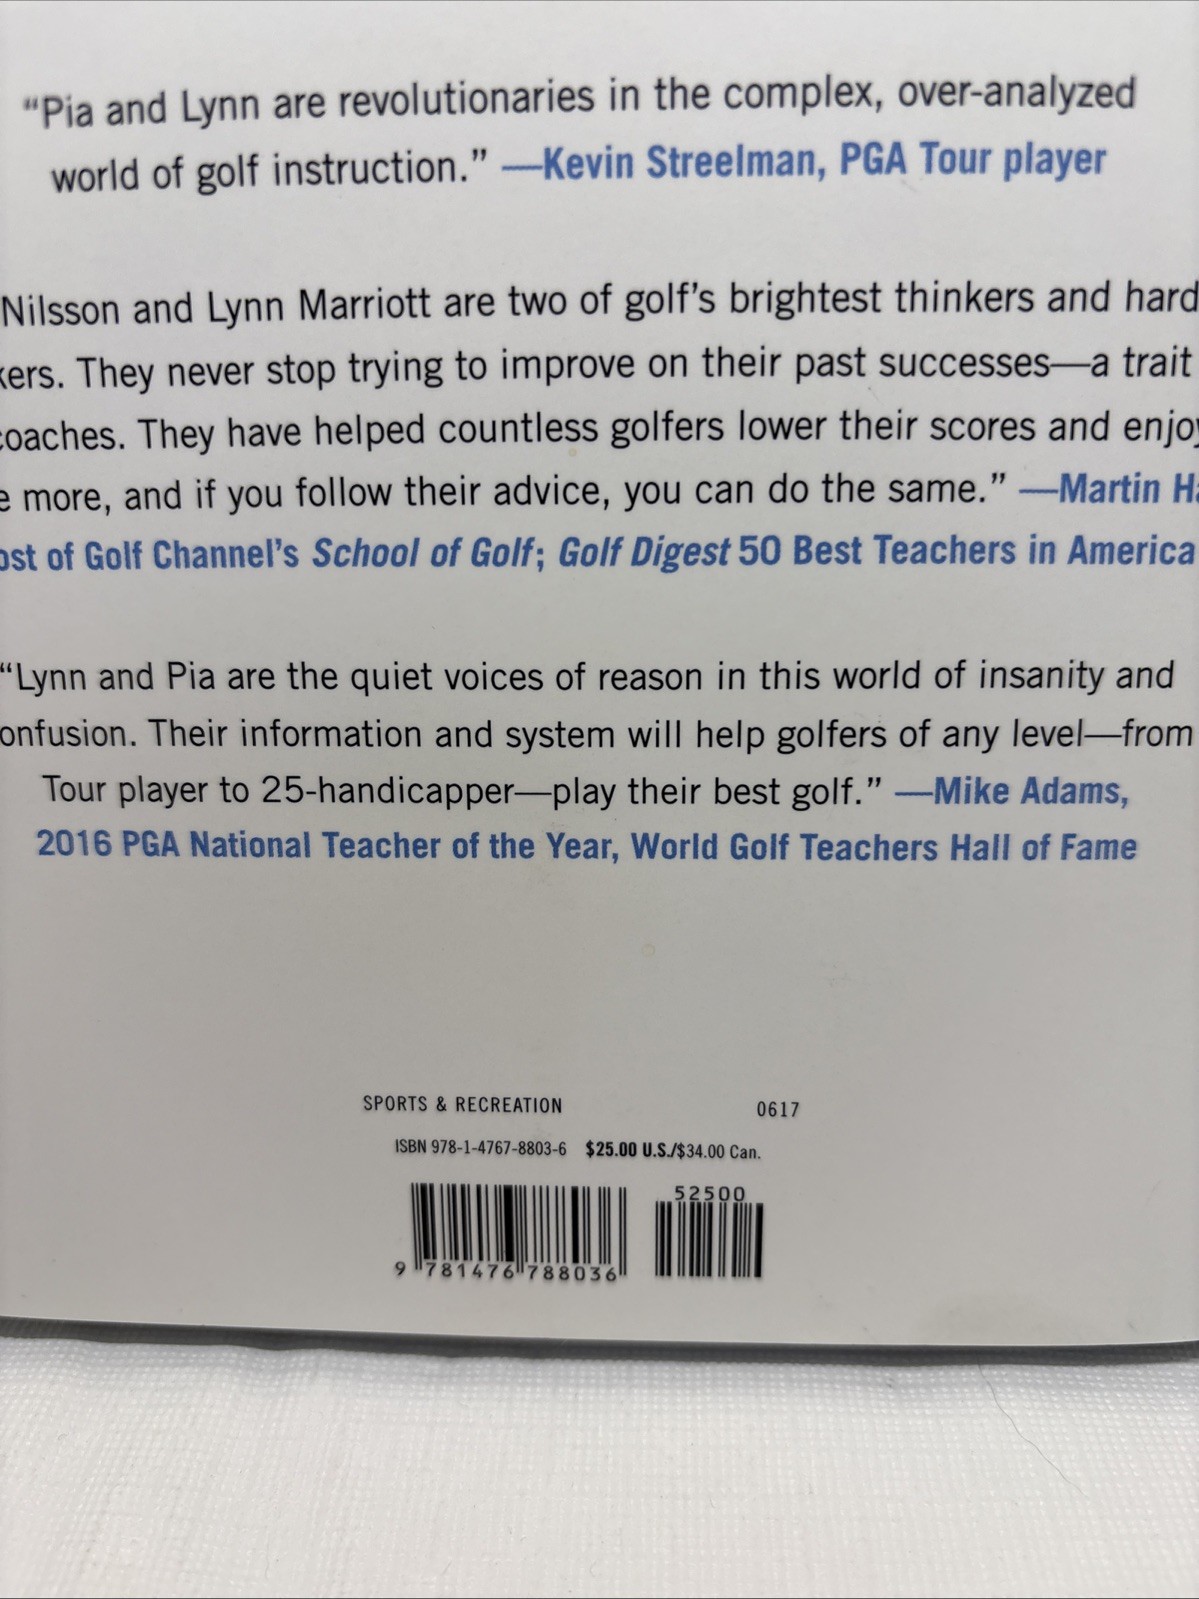 “Pia and Lynn are revolutionaries in the complex, over-analyzed
world of golf instruction.” —Kevin Streelman, PGA Tour player
Nilsson and Lynn Marriott are two of golf’s brightest thinkers and hard
kers. They never stop trying to improve on their past successes—a trait
coaches. They have helped countless golfers lower their scores and enjoy
e more, and if you follow their advice, you can do the same.” —Martin Ha
ost of Golf Channel’s School of Golf; Golf Digest 50 Best Teachers in America
“Lynn and Pia are the quiet voices of reason in this world of insanity and
onfusion. Their information and system will help golfers of any level—from
Tour player to 25-handicapper—play their best golf.” —Mike Adams,
2016 PGA National Teacher of the Year, World Golf Teachers Hall of Fame
SPORTS & RECREATION 0617
ISBN 978-1-4767-8803-6 $25.00 U.S./$34.00 Can.
52500
9 781476 788036